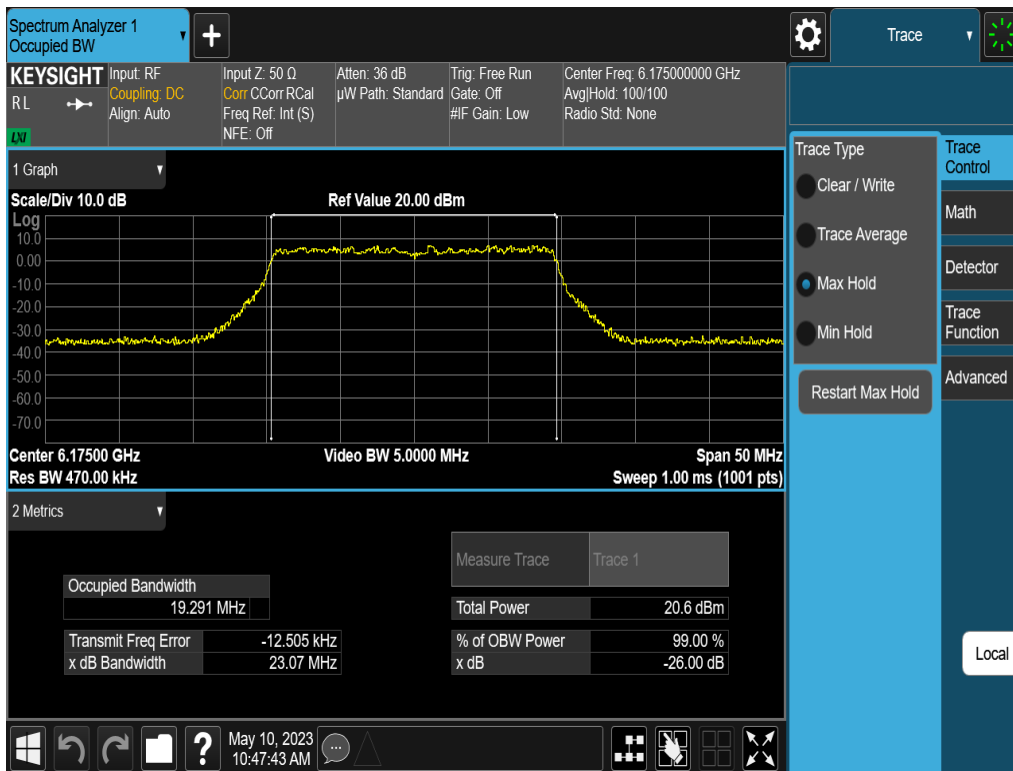 Spectrum Analyzer 1
Occupied BW
+
Trace
KEYSIGHT
RL
LXI
Input: RF
Coupling: DC
Align: Auto
Input Z: 50 Ω
Corr CCorr RCal
Freq Ref: Int (S)
NFE: Off
Atten: 36 dB
µW Path: Standard
Trig: Free Run
Gate: Off
#IF Gain: Low
Center Freq: 6.175000000 GHz
Avg|Hold: 100/100
Radio Std: None
1 Graph
Scale/Div 10.0 dB
Ref Value 20.00 dBm
Log
10.0
0.00
-10.0
-20.0
-30.0
-40.0
-50.0
-60.0
-70.0
Center 6.17500 GHz
Video BW 5.0000 MHz
Span 50 MHz
Res BW 470.00 kHz
Sweep 1.00 ms (1001 pts)
2 Metrics
Measure Trace
Trace 1
Occupied Bandwidth
19.291 MHz
Total Power
20.6 dBm
Transmit Freq Error
-12.505 kHz
% of OBW Power
99.00 %
x dB Bandwidth
23.07 MHz
x dB
-26.00 dB
Trace Type
Clear / Write
Trace Average
Max Hold
Min Hold
Restart Max Hold
Trace
Control
Math
Detector
Trace
Function
Advanced
Local
?
May 10, 2023
10:47:43 AM